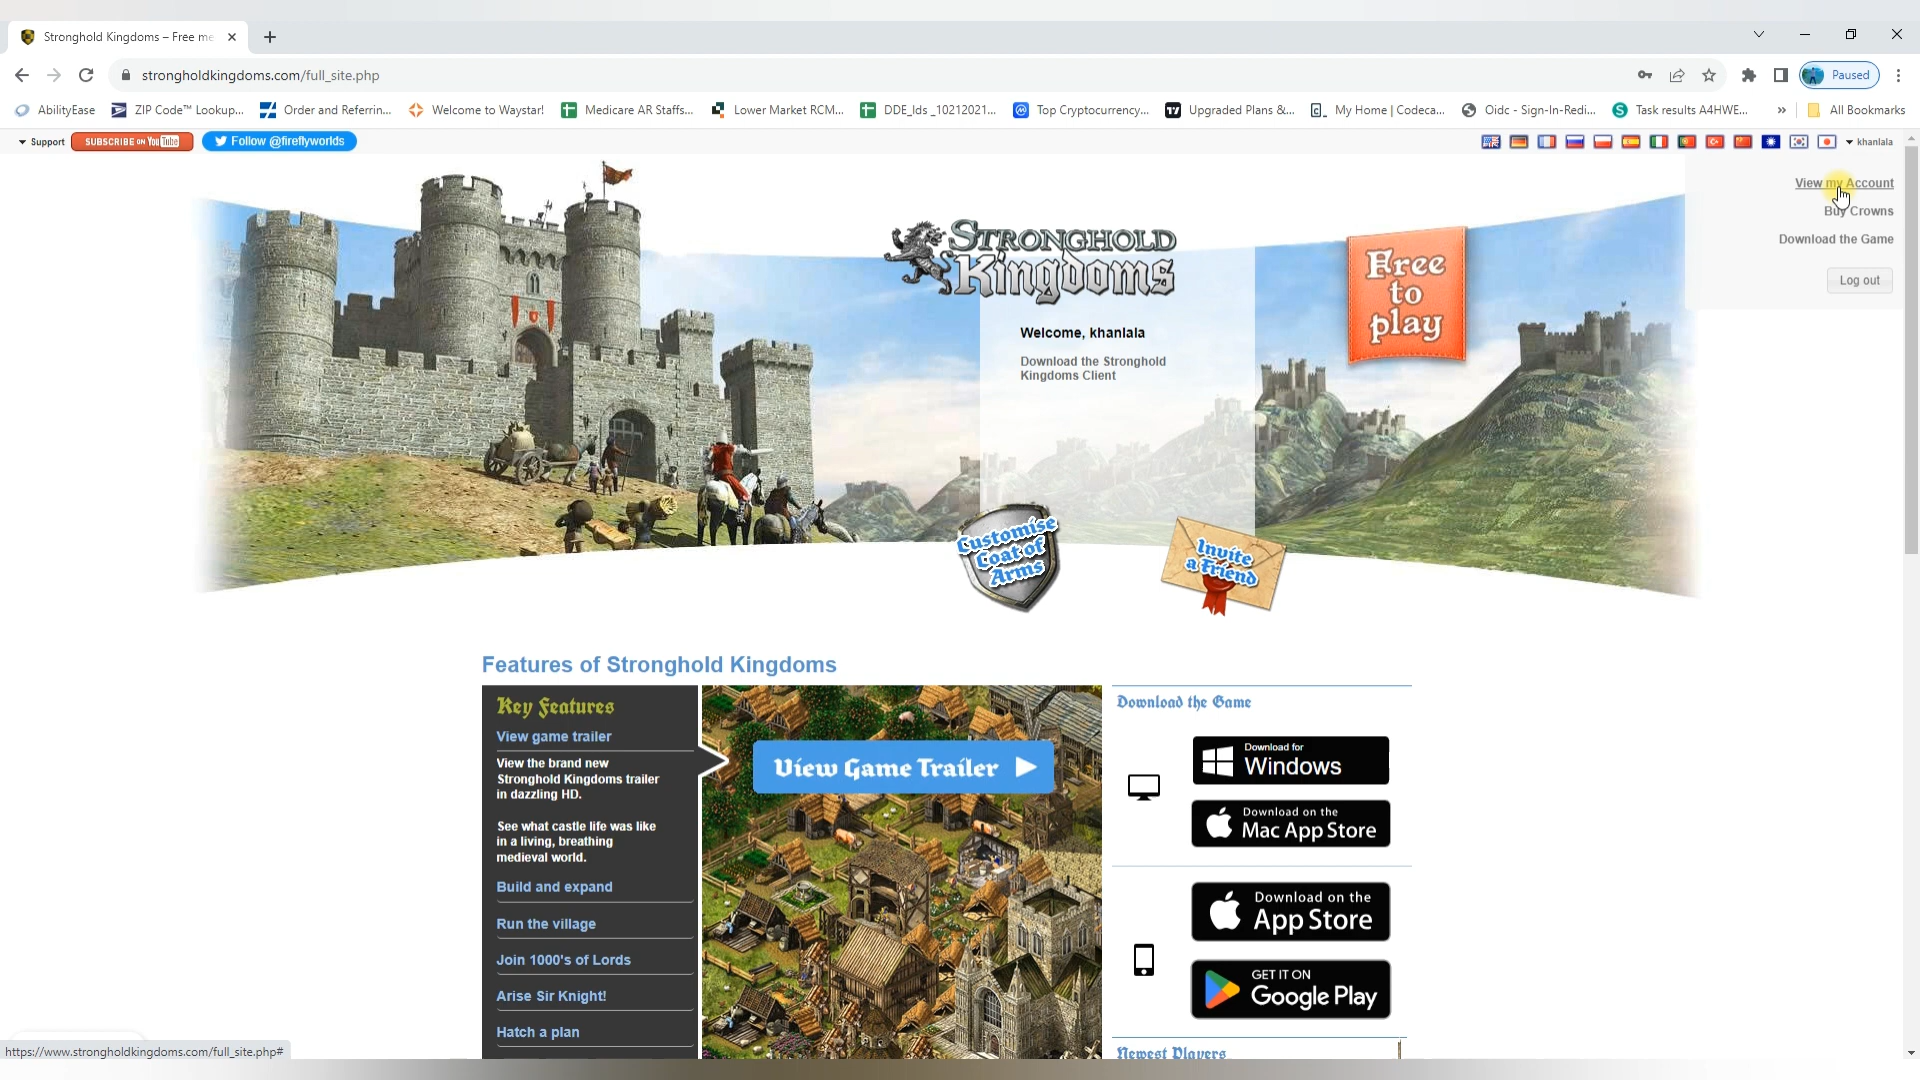 Stronghold Kingdoms – Free me
strongholdkingdoms.com/full_site.php
Paused
AbilityEase
ZIP Code™ Lookup...
Order and Referrin...
Welcome to Waystar!
Medicare AR Staffs...
Lower Market RCM...
DDE_Ids _10212021...
Top Cryptocurrency...
Upgraded Plans &...
My Home | Codeca...
Oidc - Sign-In-Redi...
Task results A4HWE...
»
All Bookmarks
Support
SUBSCRIBE ON YouTube
Follow @fireflyworlds
khanlala
View my Account
Buy Crowns
Download the Game
Log out
STRONGHOLD
Kingdoms
Free
to
play
Welcome, khanlala
Download the Stronghold
Kingdoms Client
Customise
Coat of
Arms
Invite
a Friend
Features of Stronghold Kingdoms
Key Features
View game trailer
View the brand new
Stronghold Kingdoms trailer
in dazzling HD.
See what castle life was like
in a living, breathing
medieval world.
Build and expand
Run the village
Join 1000's of Lords
Arise Sir Knight!
Hatch a plan
View Game Trailer
Download the Game
Download for
Windows
Download on the
Mac App Store
Download on the
App Store
GET IT ON
Google Play
Newest Players
https://www.strongholdkingdoms.com/full_site.php#